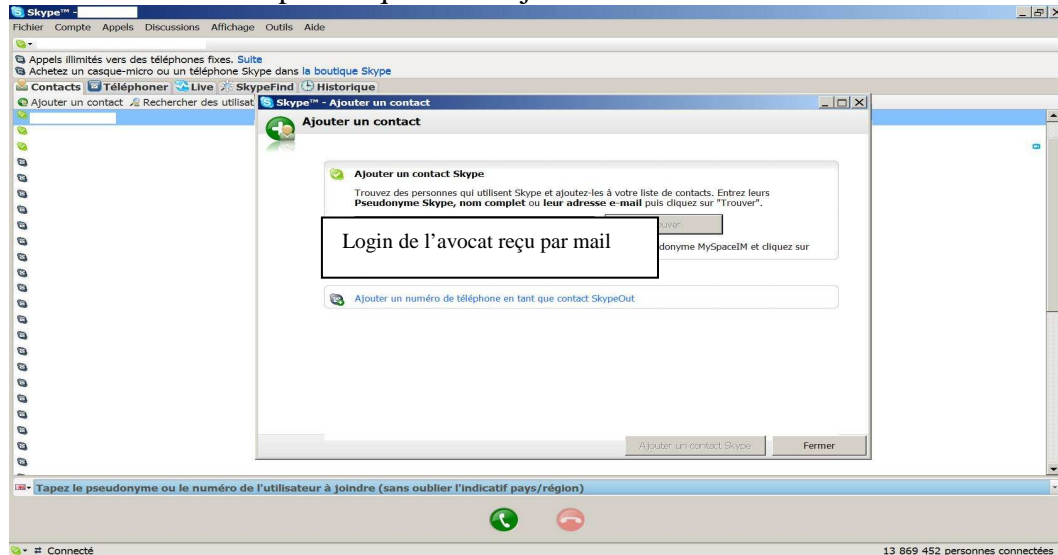 Skype™ -
Fichier Compte Appels Discussions Affichage Outils Aide
Appels illimités vers des téléphones fixes. Suite
Achetez un casque-micro ou un téléphone Skype dans la boutique Skype
Contacts Téléphoner Live SkypeFind Historique
Ajouter un contact Rechercher des utilisat
Skype™ - Ajouter un contact
Ajouter un contact
Ajouter un contact Skype
Trouvez des personnes qui utilisent Skype et ajoutez-les à votre liste de contacts. Entrez leurs
Pseudonyme Skype, nom complet ou leur adresse e-mail puis cliquez sur "Trouver".
Login de l'avocat reçu par mail
donyme MySpaceIM et cliquez sur
Ajouter un numéro de téléphone en tant que contact SkypeOut
Ajouter un contact Skype Fermer
Tapez le pseudonyme ou le numéro de l'utilisateur à joindre (sans oublier l'indicatif pays/région)
Connecté 13 869 452 personnes connectées